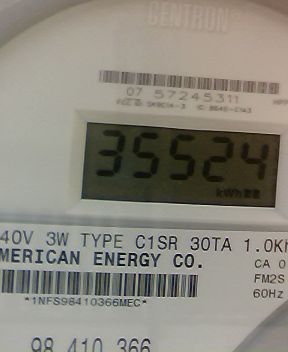 CENTRON
07 57245311
35524
kWh
40V 3W TYPE C1SR 30TA 1.0Kh
MERICAN ENERGY CO.
CA 0
FM2S
60Hz
*1NFS98410366MEC*
98 410 366